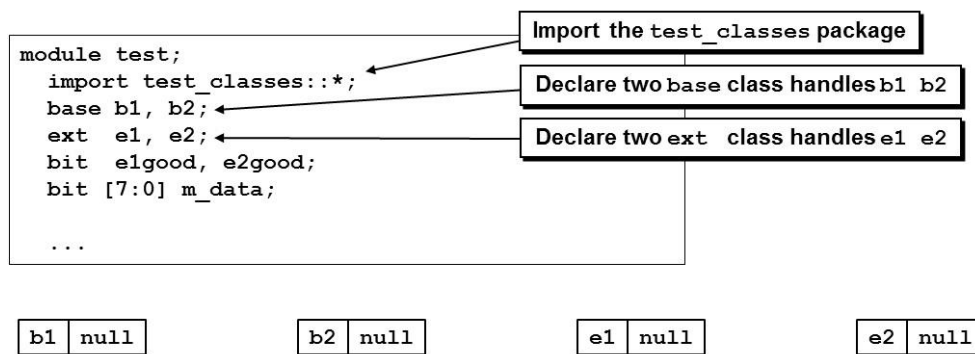 Import the test_classes package
module test;
import test_classes::*;
Declare two base class handles b1 b2
base b1, b2;
ext e1, e2;
Declare two ext class handles e1 e2
bit e1good, e2good;
bit [7:0] m_data;
...
b1 null b2 null e1 null e2 null